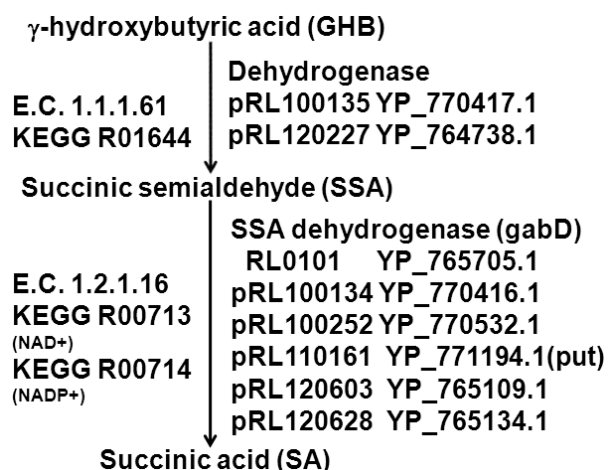 γ-hydroxybutyric acid (GHB)
E.C. 1.1.1.61
KEGG R01644
Dehydrogenase
pRL100135 YP_770417.1
pRL120227 YP_764738.1
Succinic semialdehyde (SSA)
E.C. 1.2.1.16
KEGG R00713
(NAD+)
KEGG R00714
(NADP+)
SSA dehydrogenase (gabD)
RL0101 YP_765705.1
pRL100134 YP_770416.1
pRL100252 YP_770532.1
pRL110161 YP_771194.1(put)
pRL120603 YP_765109.1
pRL120628 YP_765134.1
Succinic acid (SA)